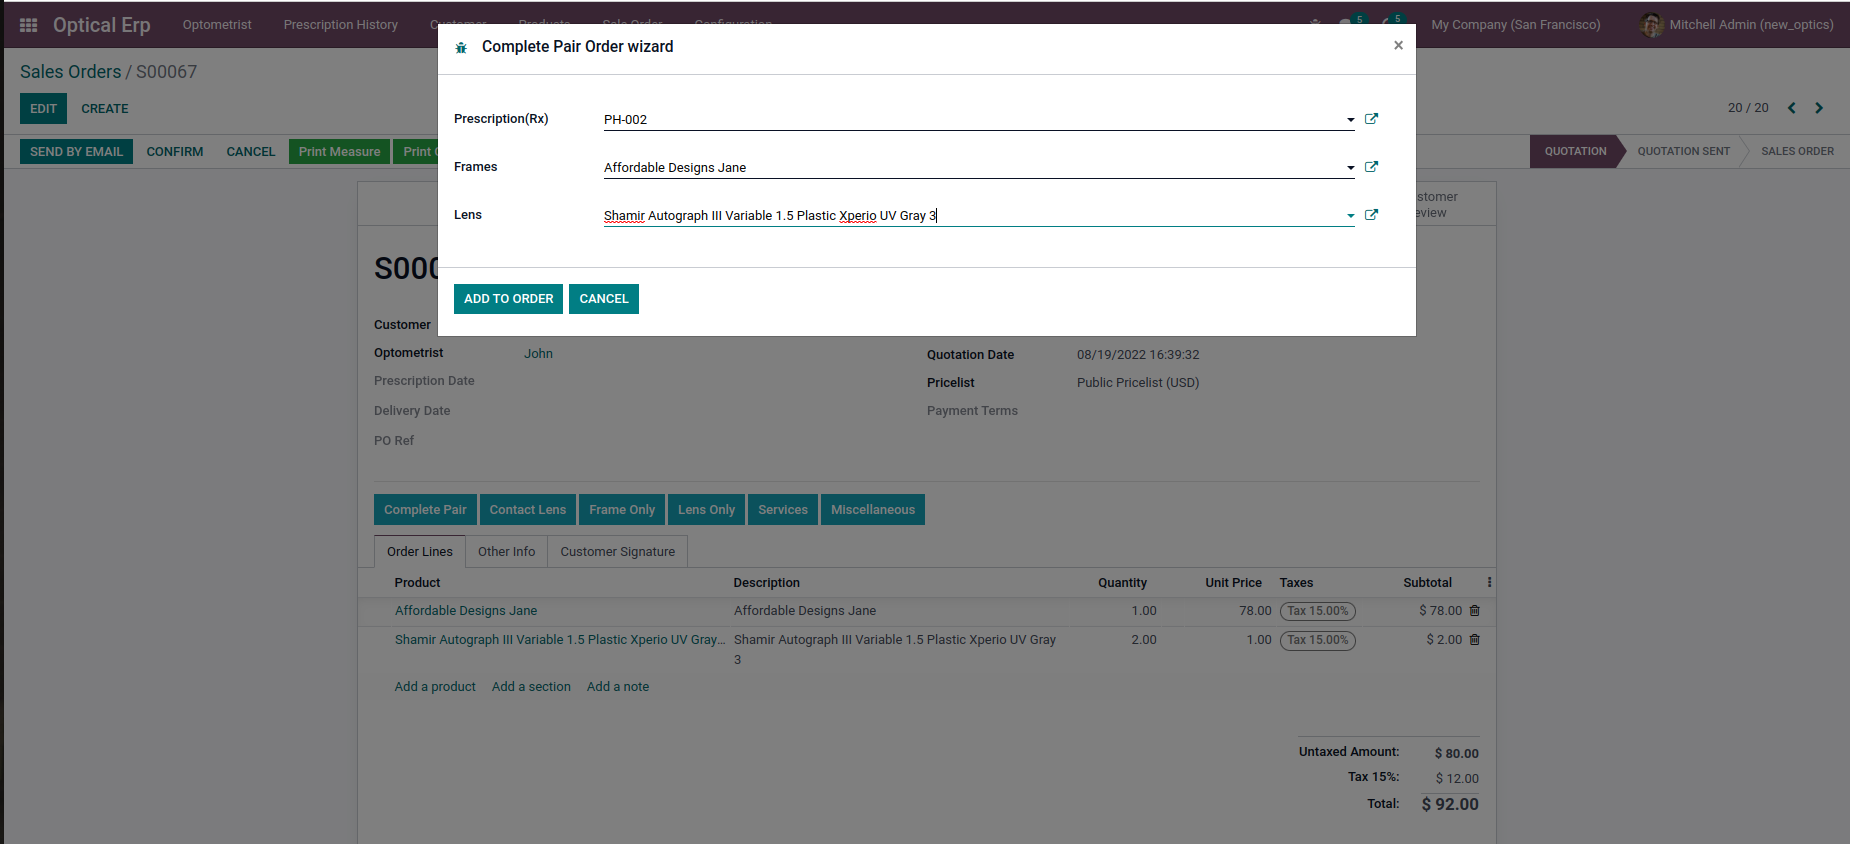 Optical Erp Optometrist Prescription History Customer Products Sale Order Configuration 5 5 My Company (San Francisco) Mitchell Admin (new_optics)
Complete Pair Order wizard ×
Sales Orders / S00067
EDIT CREATE 20 / 20
Prescription(Rx) PH-002
SEND BY EMAIL CONFIRM CANCEL Print Measure Print QUOTATION QUOTATION SENT SALES ORDER
Frames Affordable Designs Jane
Lens Shamir Autograph III Variable 1.5 Plastic Xperio UV Gray 3
S000
ADD TO ORDER CANCEL
Customer
Optometrist John Quotation Date 08/19/2022 16:39:32
Prescription Date Pricelist Public Pricelist (USD)
Delivery Date Payment Terms
PO Ref
Complete Pair Contact Lens Frame Only Lens Only Services Miscellaneous
Order Lines Other Info Customer Signature
Product Description Quantity Unit Price Taxes Subtotal
Affordable Designs Jane Affordable Designs Jane 1.00 78.00 Tax 15.00% $ 78.00
Shamir Autograph III Variable 1.5 Plastic Xperio UV Gray... Shamir Autograph III Variable 1.5 Plastic Xperio UV Gray 2.00 1.00 Tax 15.00% $ 2.00
3
Add a product Add a section Add a note
Untaxed Amount: $ 80.00
Tax 15%: $ 12.00
Total: $ 92.00